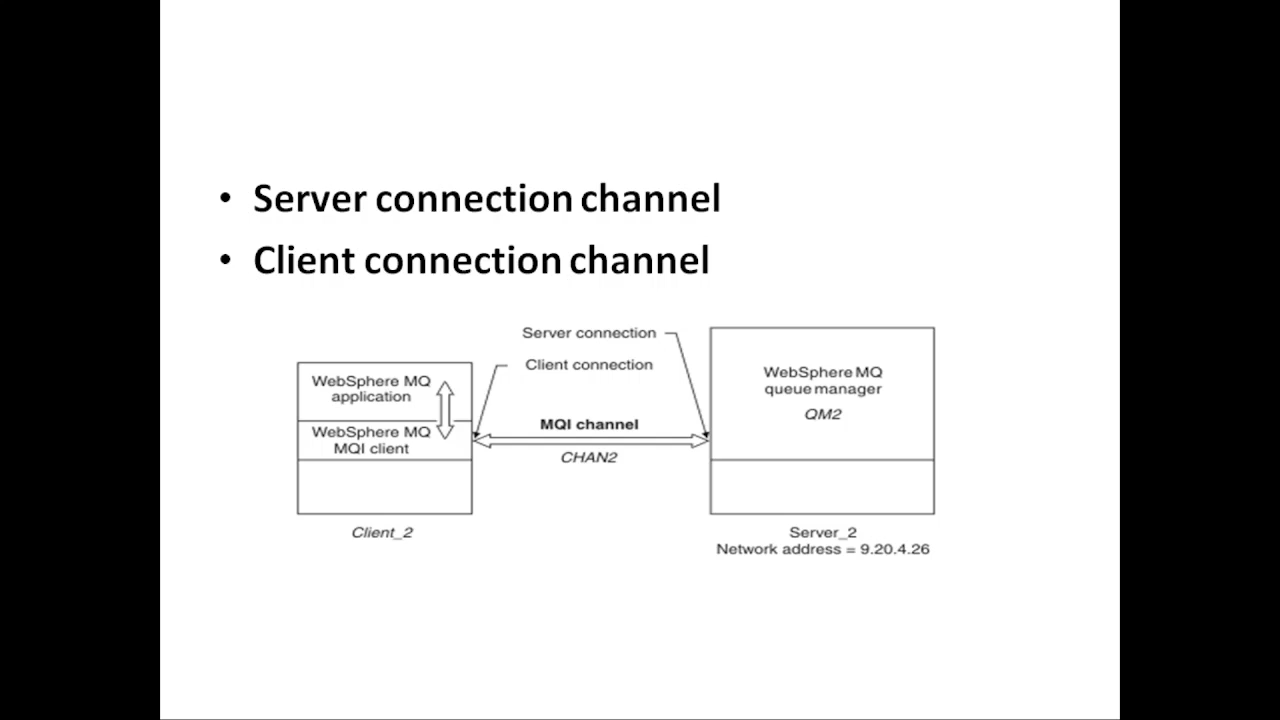 • Server connection channel
• Client connection channel
Server connection
Client connection
WebSphere MQ
application
WebSphere MQ
MQI client
MQI channel
CHAN2
WebSphere MQ
queue manager
QM2
Client_2
Server_2
Network address = 9.20.4.26